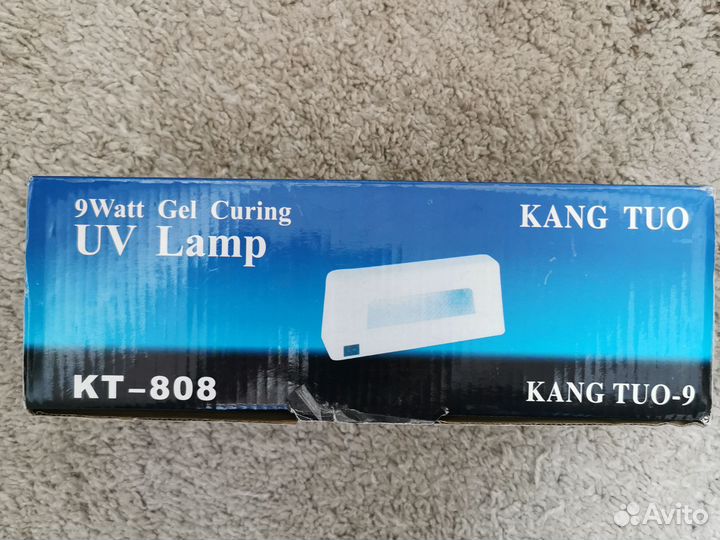 9Watt Gel Curing
UV Lamp
KANG TUO
KT-808
KANG TUO-9
Avito